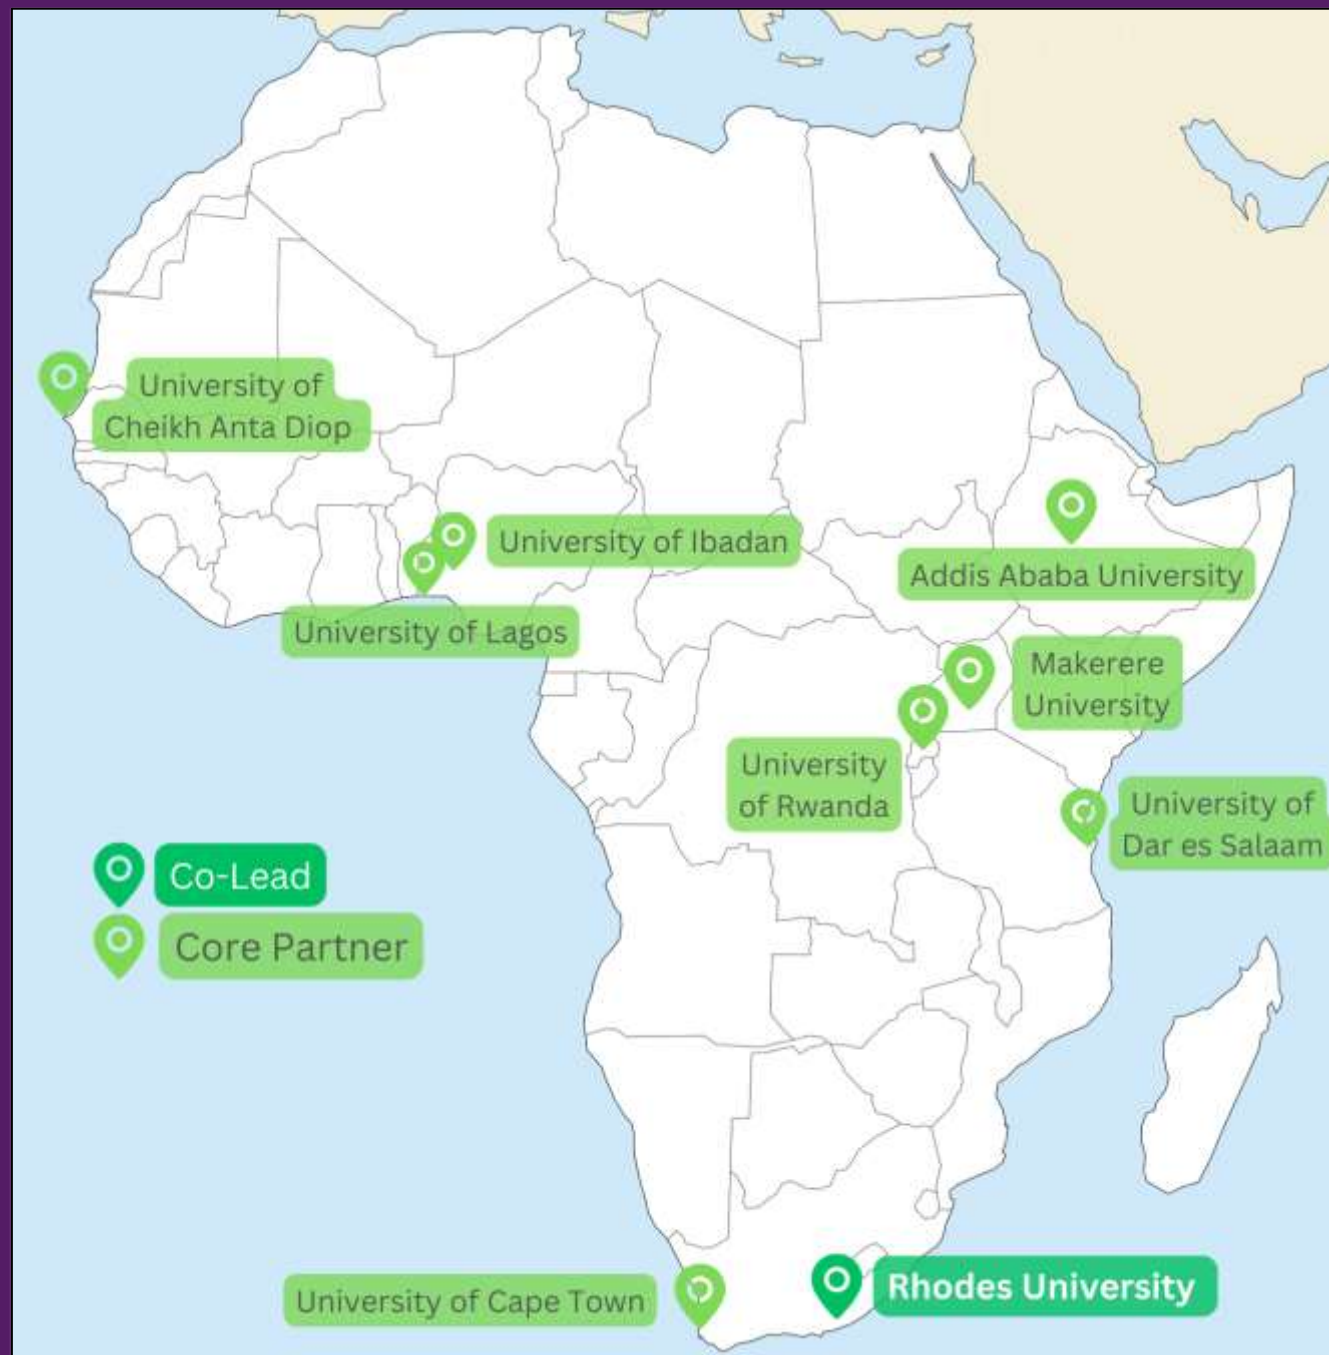 University of
Cheikh Anta Diop
University of Ibadan
University of Lagos
Addis Ababa University
Makerere
University
University
of Rwanda
University of
Dar es Salaam
Co-Lead
Core Partner
University of Cape Town
Rhodes University